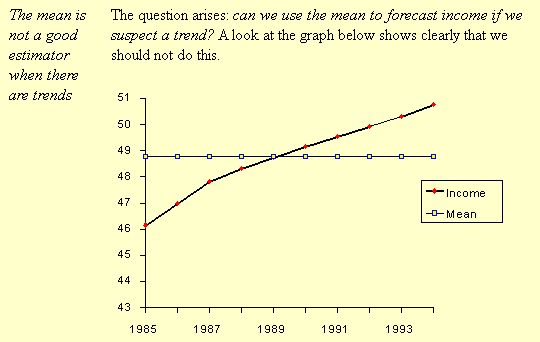 The mean is
not a good
estimator
when there
are trends
The question arises: can we use the mean to forecast income if we
suspect a trend? A look at the graph below shows clearly that we
should not do this.
51
50
49
48
47
46
45
44
43
1985
1987
1989
1991
1993
Income
Mean